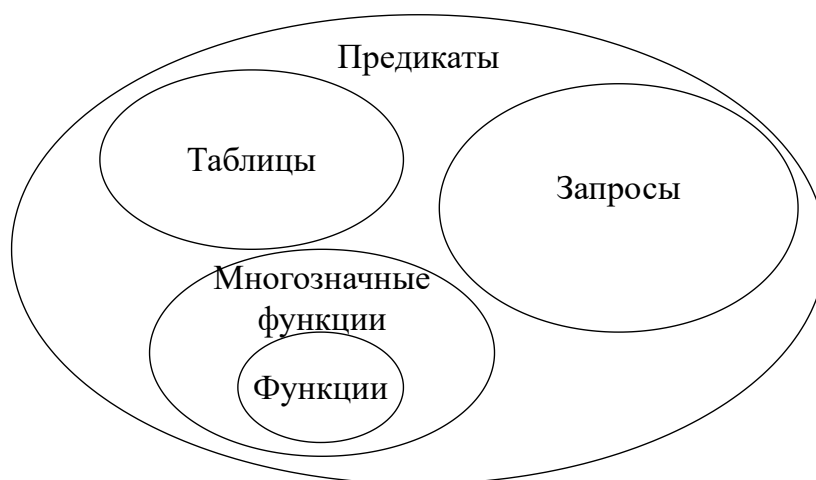 Предикаты
Таблицы
Запросы
Многозначные
функции
Функции